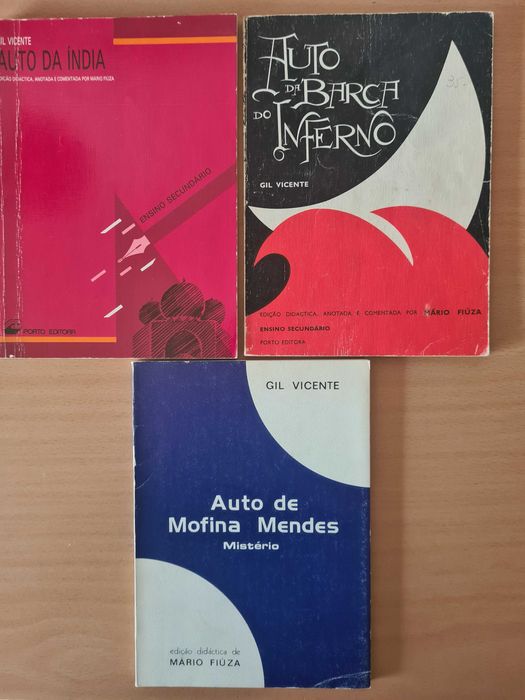 GIL VICENTE
AUTO DA ÍNDIA
EDIÇÃO DIDÁCTICA, ANOTADA E COMENTADA POR MÁRIO FIÚZA
ENSINO SECUNDÁRIO
PORTO EDITORA
AUTO
DA BARCA
DO INFERNO
35-
GIL VICENTE
EDIÇÃO DIDACTICA, ANOTADA E COMENTADA POR MÁRIO FIÚZA
ENSINO SECUNDÁRIO
PORTO EDITORA
GIL VICENTE
Auto de
Mofina Mendes
Mistério
edição didáctica de
MÁRIO FIÚZA